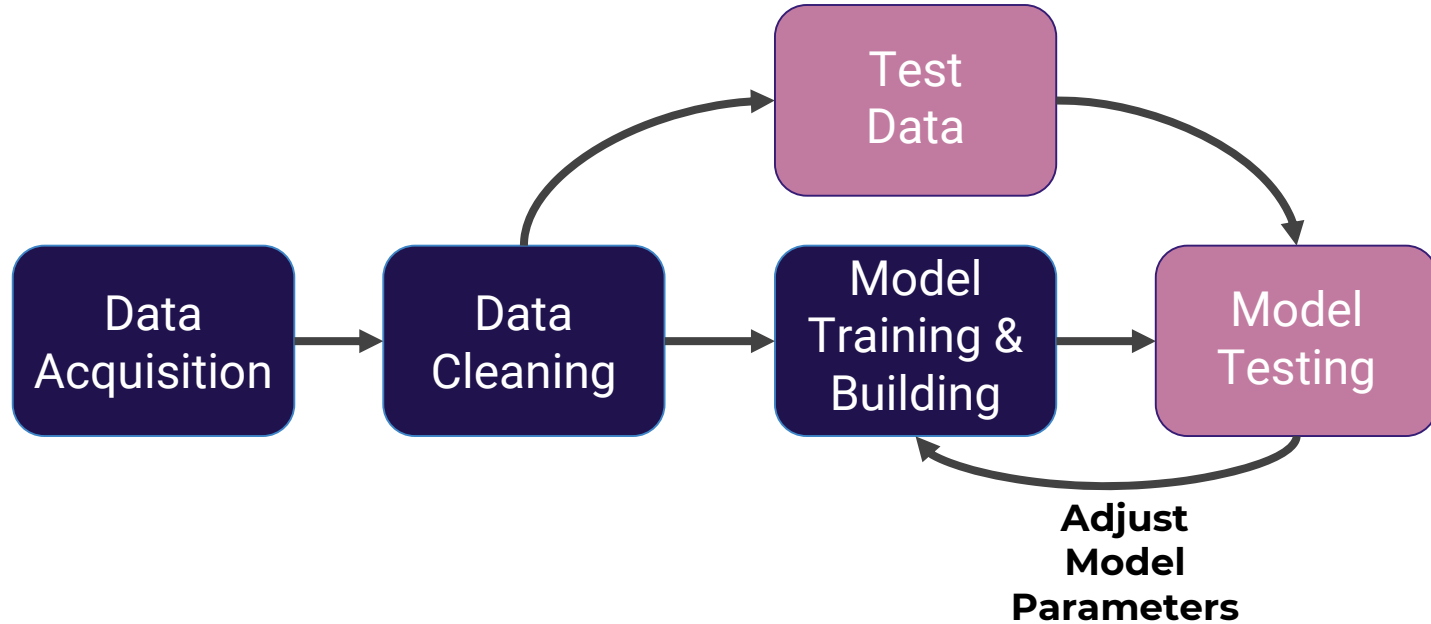 Test
Data
Data
Acquisition
Data
Cleaning
Model
Training &
Building
Model
Testing
Adjust
Model
Parameters